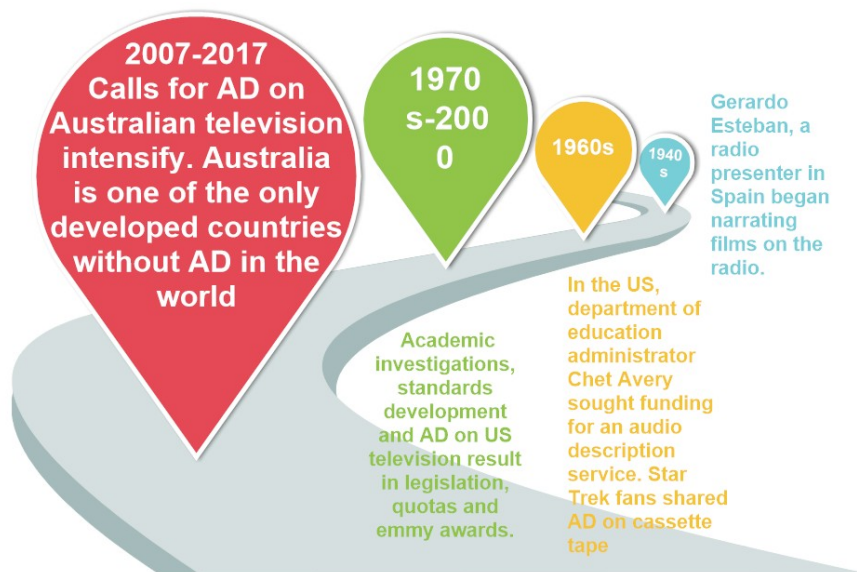 2007-2017
Calls for AD on
Australian television
intensify. Australia
is one of the only
developed countries
without AD in the
world
1970
s-200
0
Academic
investigations,
standards
development
and AD on US
television result
in legislation,
quotas and
emmy awards.
1960s
In the US,
department of
education
administrator
Chet Avery
sought funding
for an audio
description
service. Star
Trek fans shared
AD on cassette
tape
1940
s
Gerardo
Esteban, a
radio
presenter in
Spain began
narrating
films on the
radio.